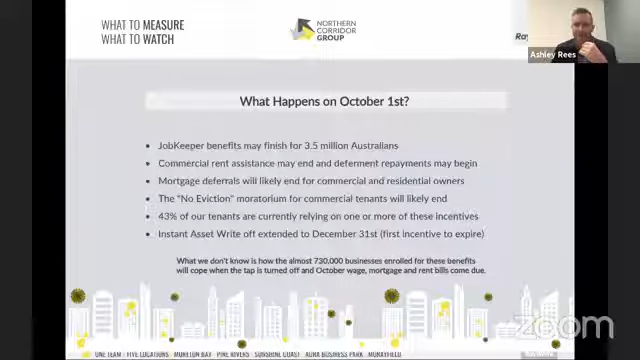 WHAT TO MEASURE
WHAT TO WATCH
NORTHERN
CORRIDOR
GROUP
Ray
Ashley Rees
What Happens on October 1st?
• JobKeeper benefits may finish for 3.5 million Australians
• Commercial rent assistance may end and deferment repayments may begin
• Mortgage deferrals will likely end for commercial and residential owners
• The "No Eviction" moratorium for commercial tenants will likely end
• 43% of our tenants are currently relying on one or more of these incentives
• Instant Asset Write off extended to December 31st (first incentive to expire)
What we don't know is how the almost 730,000 businesses enrolled for these benefits
will cope when the tap is turned off and October wage, mortgage and rent bills come due.
zoom
ONE TEAM FIVE LOCATIONS MORETON BAY PINE RIVERS SUNSHINE COAST AURA BUSINESS PARK MORAYFIELD